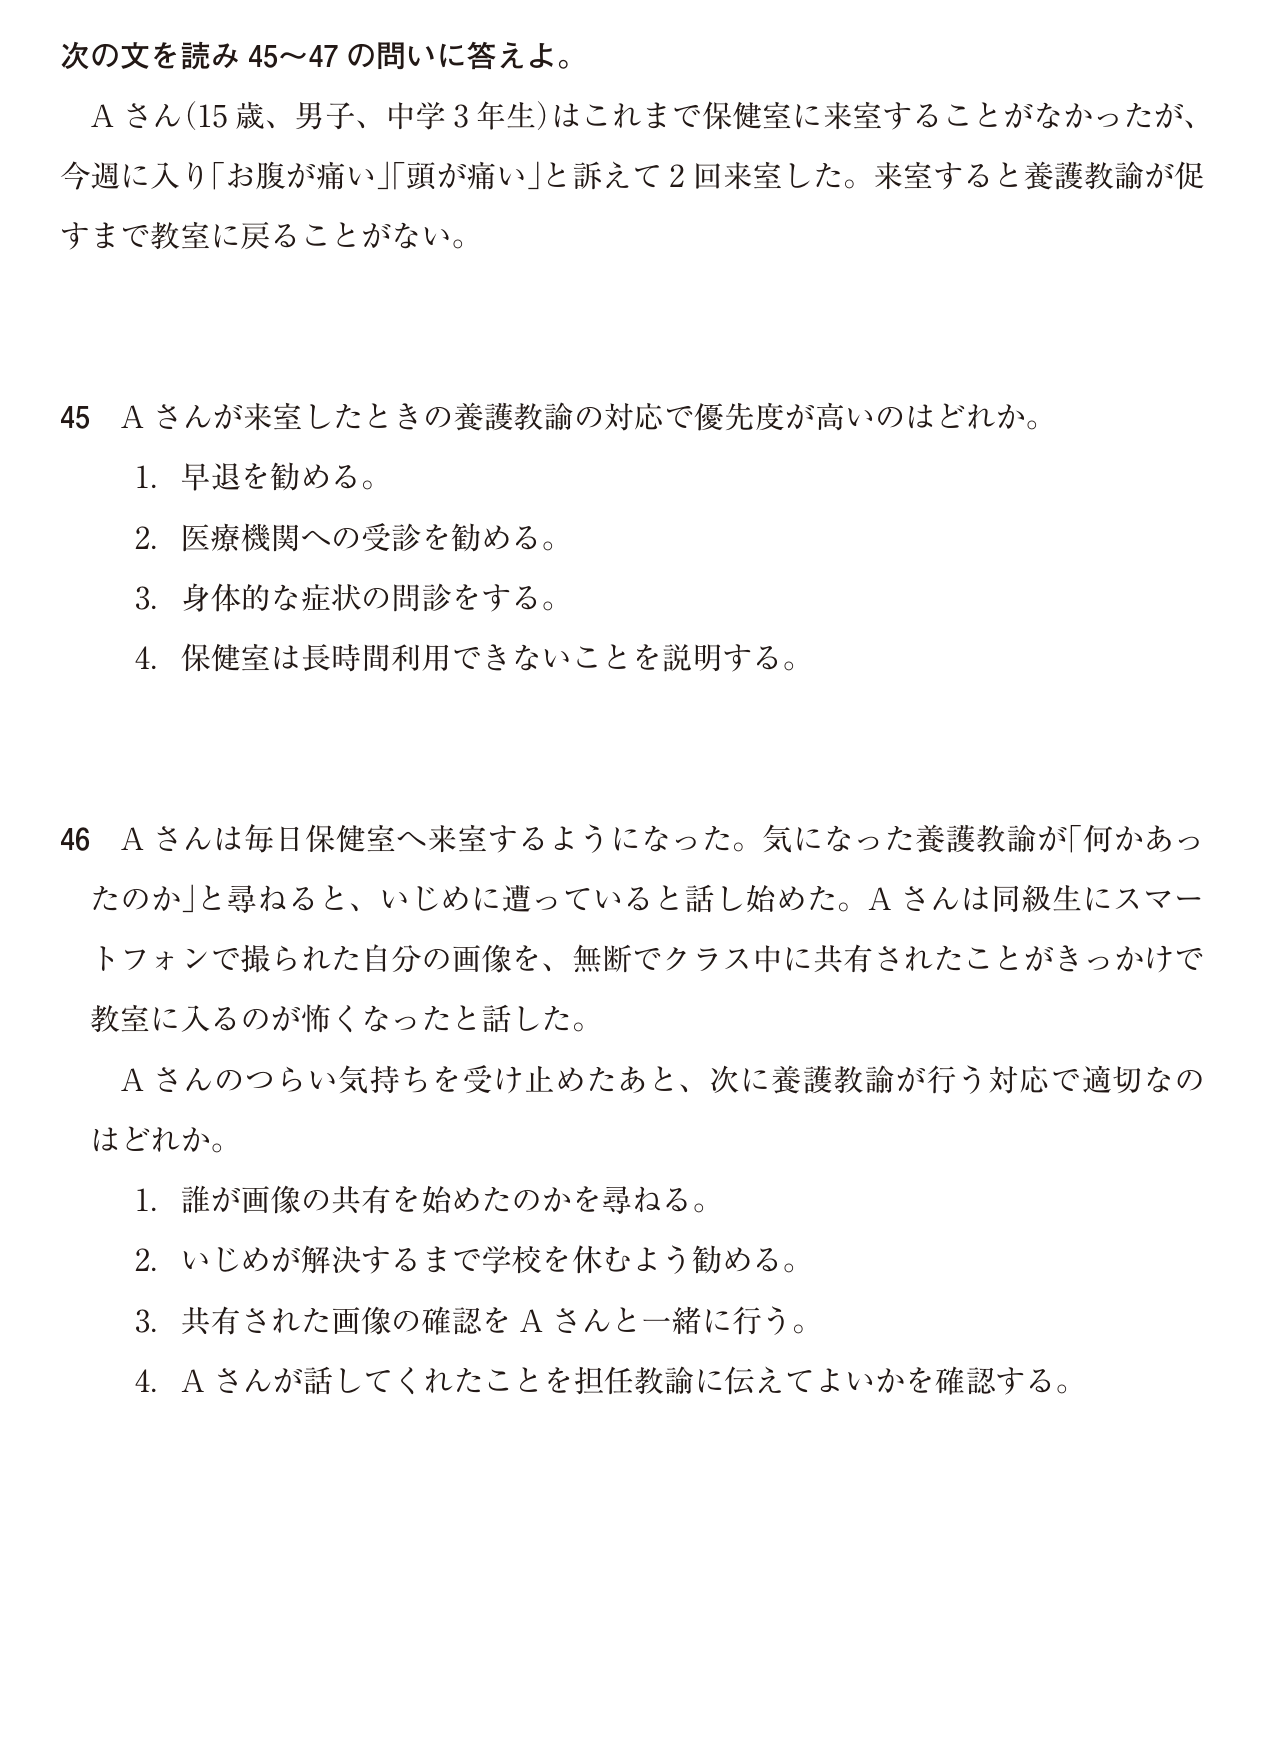 次の文を読み 45～47 の問いに答えよ。
A さん(15 歳、男子、中学 3 年生)はこれまで保健室に来室することがなかったが、
今週に入り「お腹が痛い」「頭が痛い」と訴えて 2 回来室した。来室すると養護教諭が促
すまで教室に戻ることがない。
45 A さんが来室したときの養護教諭の対応で優先度が高いのはどれか。
1. 早退を勧める。
2. 医療機関への受診を勧める。
3. 身体的な症状の問診をする。
4. 保健室は長時間利用できないことを説明する。
46 A さんは毎日保健室へ来室するようになった。気になった養護教諭が「何かあっ
たのか」と尋ねると、いじめに遭っていると話し始めた。A さんは同級生にスマー
トフォンで撮られた自分の画像を、無断でクラス中に共有されたことがきっかけで
教室に入るのが怖くなったと話した。
A さんのつらい気持ちを受け止めたあと、次に養護教諭が行う対応で適切なの
はどれか。
1. 誰が画像の共有を始めたのかを尋ねる。
2. いじめが解決するまで学校を休むよう勧める。
3. 共有された画像の確認を A さんと一緒に行う。
4. A さんが話してくれたことを担任教諭に伝えてよいかを確認する。